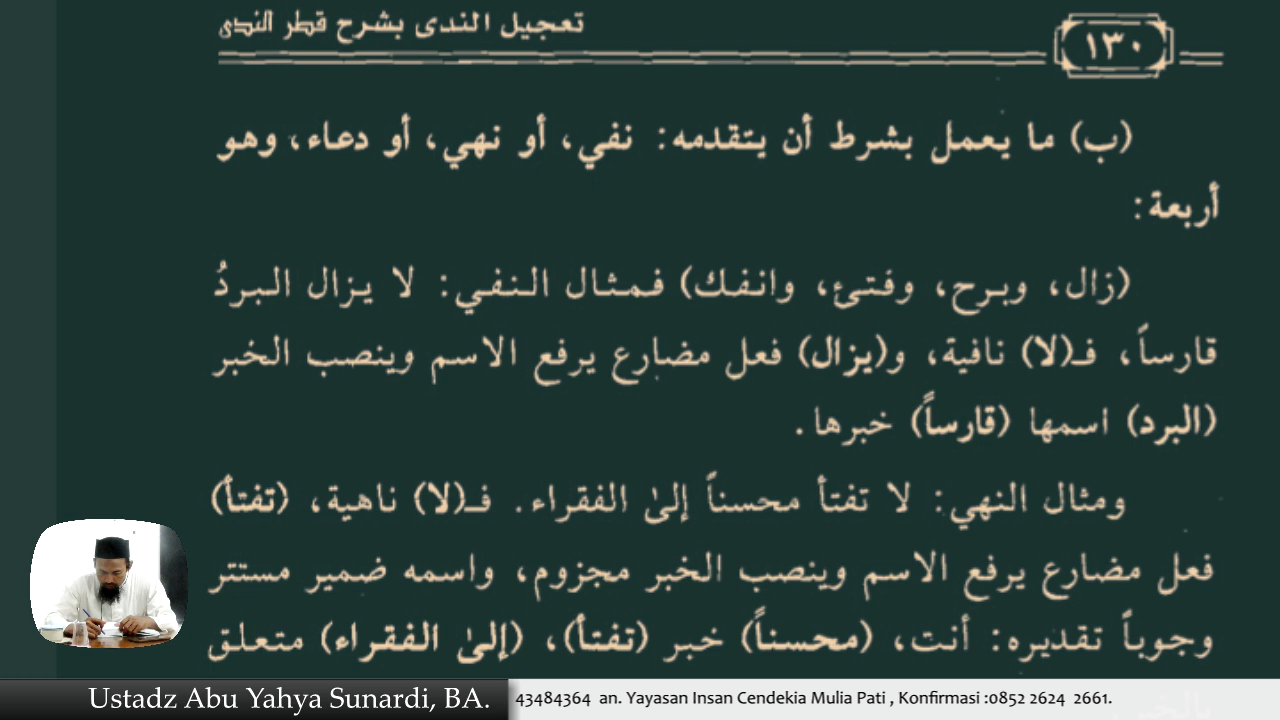 تعجيل الندى بشرح قطر الندى
١٣٠
(ب) ما يعمل بشرط أن يتقدمه: نفي، أو نهي، أو دعاء، وهو
أربعة:
(زال، وبرح، وفتئ، وانفك) فمثال النفي: لا يزال البردُ
قارساً، فـ(لا) نافية، و(يزال) فعل مضارع يرفع الاسم وينصب الخبر
(البرد) اسمها (قارساً) خبرها.
ومثال النهي: لا تفتأ محسناً إلىٰ الفقراء. فـ(لا) ناهية، (تفتأ)
فعل مضارع يرفع الاسم وينصب الخبر مجزوم، واسمه ضمير مستتر
وجوباً تقديره: أنت، (محسناً) خبر (تفتأ)، (إلىٰ الفقراء) متعلق
Ustadz Abu Yahya Sunardi, BA.
43484364 an. Yayasan Insan Cendekia Mulia Pati , Konfirmasi :0852 2624 2661.